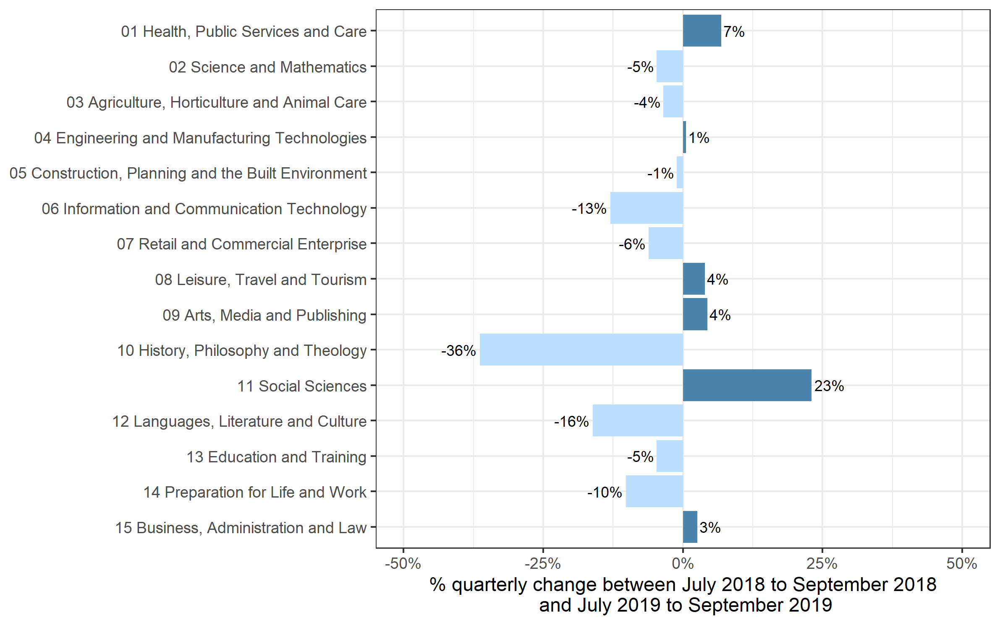 01 Health, Public Services and Care 7%
02 Science and Mathematics -5%
03 Agriculture, Horticulture and Animal Care -4%
04 Engineering and Manufacturing Technologies 1%
05 Construction, Planning and the Built Environment -1%
06 Information and Communication Technology -13%
07 Retail and Commercial Enterprise -6%
08 Leisure, Travel and Tourism 4%
09 Arts, Media and Publishing 4%
10 History, Philosophy and Theology -36%
11 Social Sciences 23%
12 Languages, Literature and Culture -16%
13 Education and Training -5%
14 Preparation for Life and Work -10%
15 Business, Administration and Law 3%
-50% -25% 0% 25% 50%
% quarterly change between July 2018 to September 2018
and July 2019 to September 2019